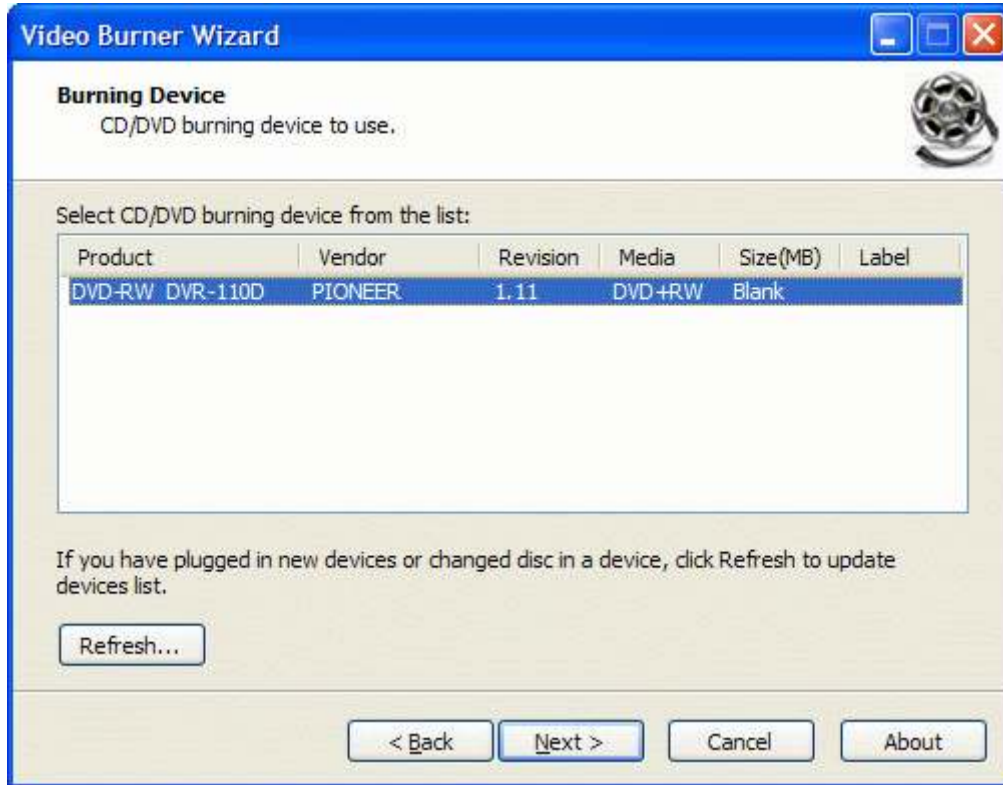 Video Burner Wizard
Burning Device
CD/DVD burning device to use.
Select CD/DVD burning device from the list:
Product Vendor Revision Media Size(MB) Label
DVD-RW DVR-110D PIONEER 1.11 DVD+RW Blank
If you have plugged in new devices or changed disc in a device, click Refresh to update
devices list.
Refresh...
< Back Next > Cancel About